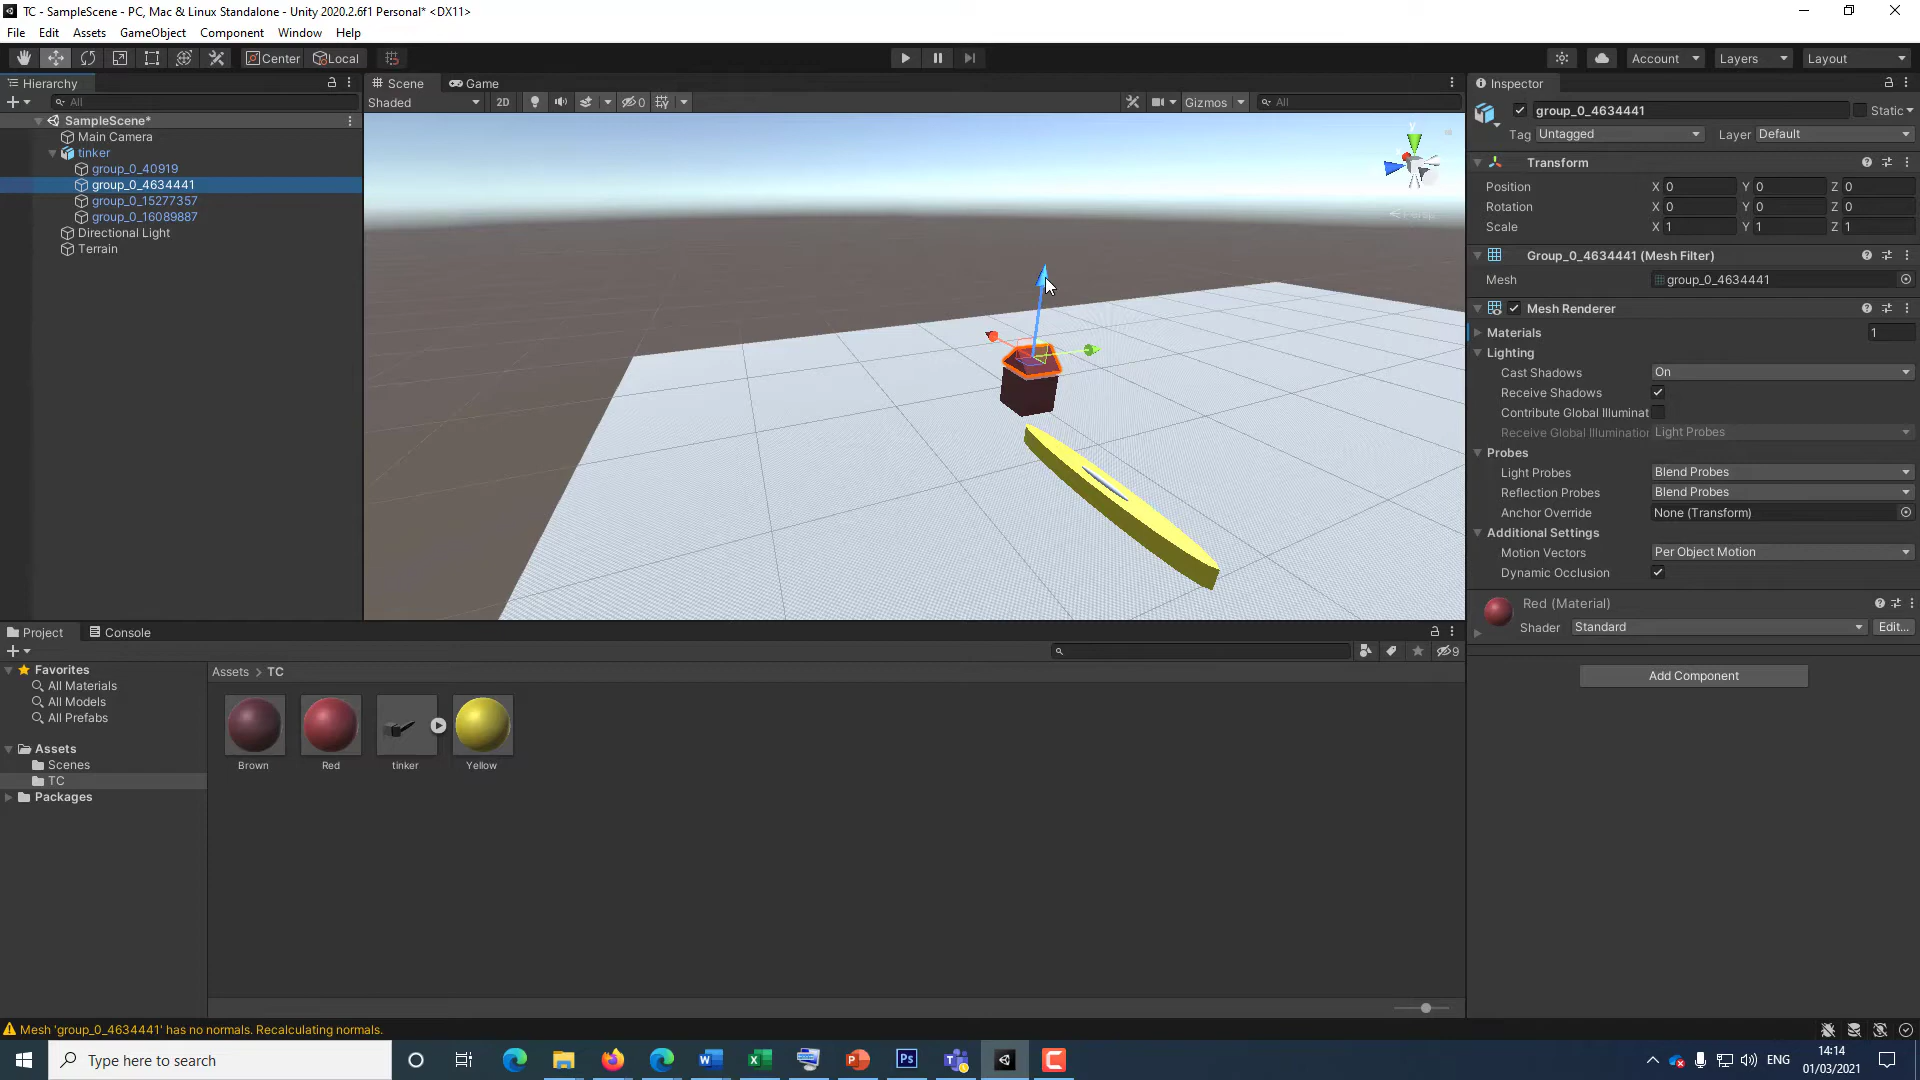 TC - SampleScene - PC, Mac & Linux Standalone - Unity 2020.2.6f1 Personal* <DX11>
File Edit Assets GameObject Component Window Help
Center Local Account Layers Layout
Hierarchy
All
SampleScene*
Main Camera
tinker
group_0_40919
group_0_4634441
group_0_15277357
group_0_16089887
Directional Light
Terrain
Scene Game
Shaded 2D 0 Gizmos All
y
Inspector
group_0_4634441 Static
Tag Untagged Layer Default
Transform
Position X 0 Y 0 Z 0
Rotation X 0 Y 0 Z 0
Scale X 1 Y 1 Z 1
Group_0_4634441 (Mesh Filter)
Mesh group_0_4634441
Mesh Renderer
Materials 1
Lighting
Cast Shadows On
Receive Shadows
Contribute Global Illuminat
Receive Global Illumination Light Probes
Probes
Light Probes Blend Probes
Reflection Probes Blend Probes
Anchor Override None (Transform)
Additional Settings
Motion Vectors Per Object Motion
Dynamic Occlusion
Red (Material)
Shader Standard Edit...
Add Component
Project Console
9
Favorites
All Materials
All Models
All Prefabs
Assets
Scenes
TC
Packages
Assets > TC
Brown Red tinker Yellow
Mesh 'group_0_4634441' has no normals. Recalculating normals.
Type here to search
ENG
14:14
01/03/2021